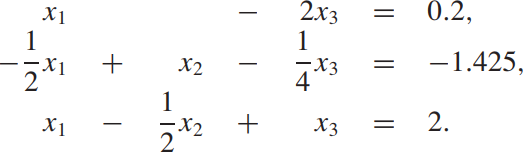 x₁ − 2x₃ = 0.2,
−1/2x₁ + x₂ − 1/4x₃ = −1.425,
x₁ − 1/2x₂ + x₃ = 2.